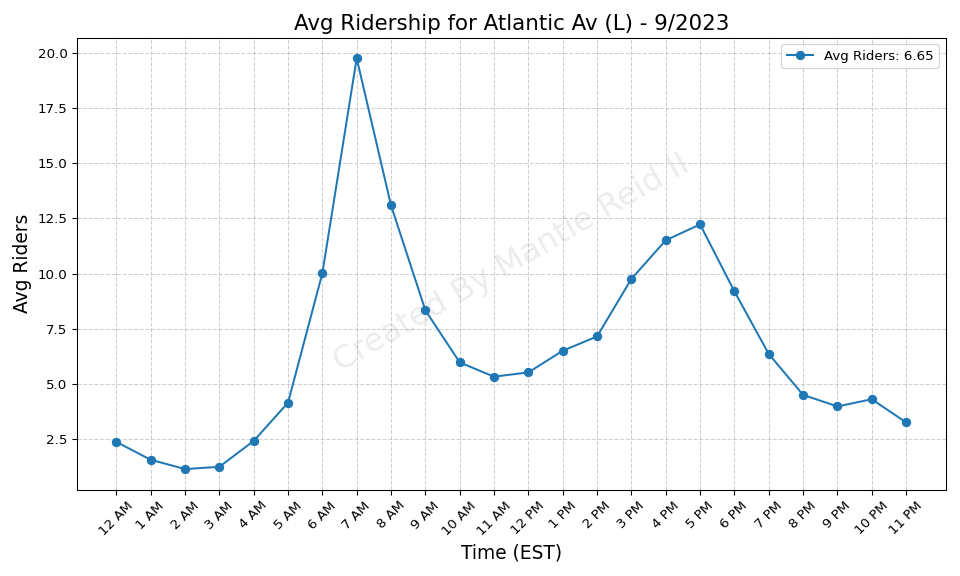 Avg Ridership for Atlantic Av (L) - 9/2023
Avg Riders: 6.65
20.0
17.5
15.0
12.5
10.0
7.5
5.0
2.5
Avg Riders
Created By Mantle Reid II
12 AM
1 AM
2 AM
3 AM
4 AM
5 AM
6 AM
7 AM
8 AM
9 AM
10 AM
11 AM
12 PM
1 PM
2 PM
3 PM
4 PM
5 PM
6 PM
7 PM
8 PM
9 PM
10 PM
11 PM
Time (EST)